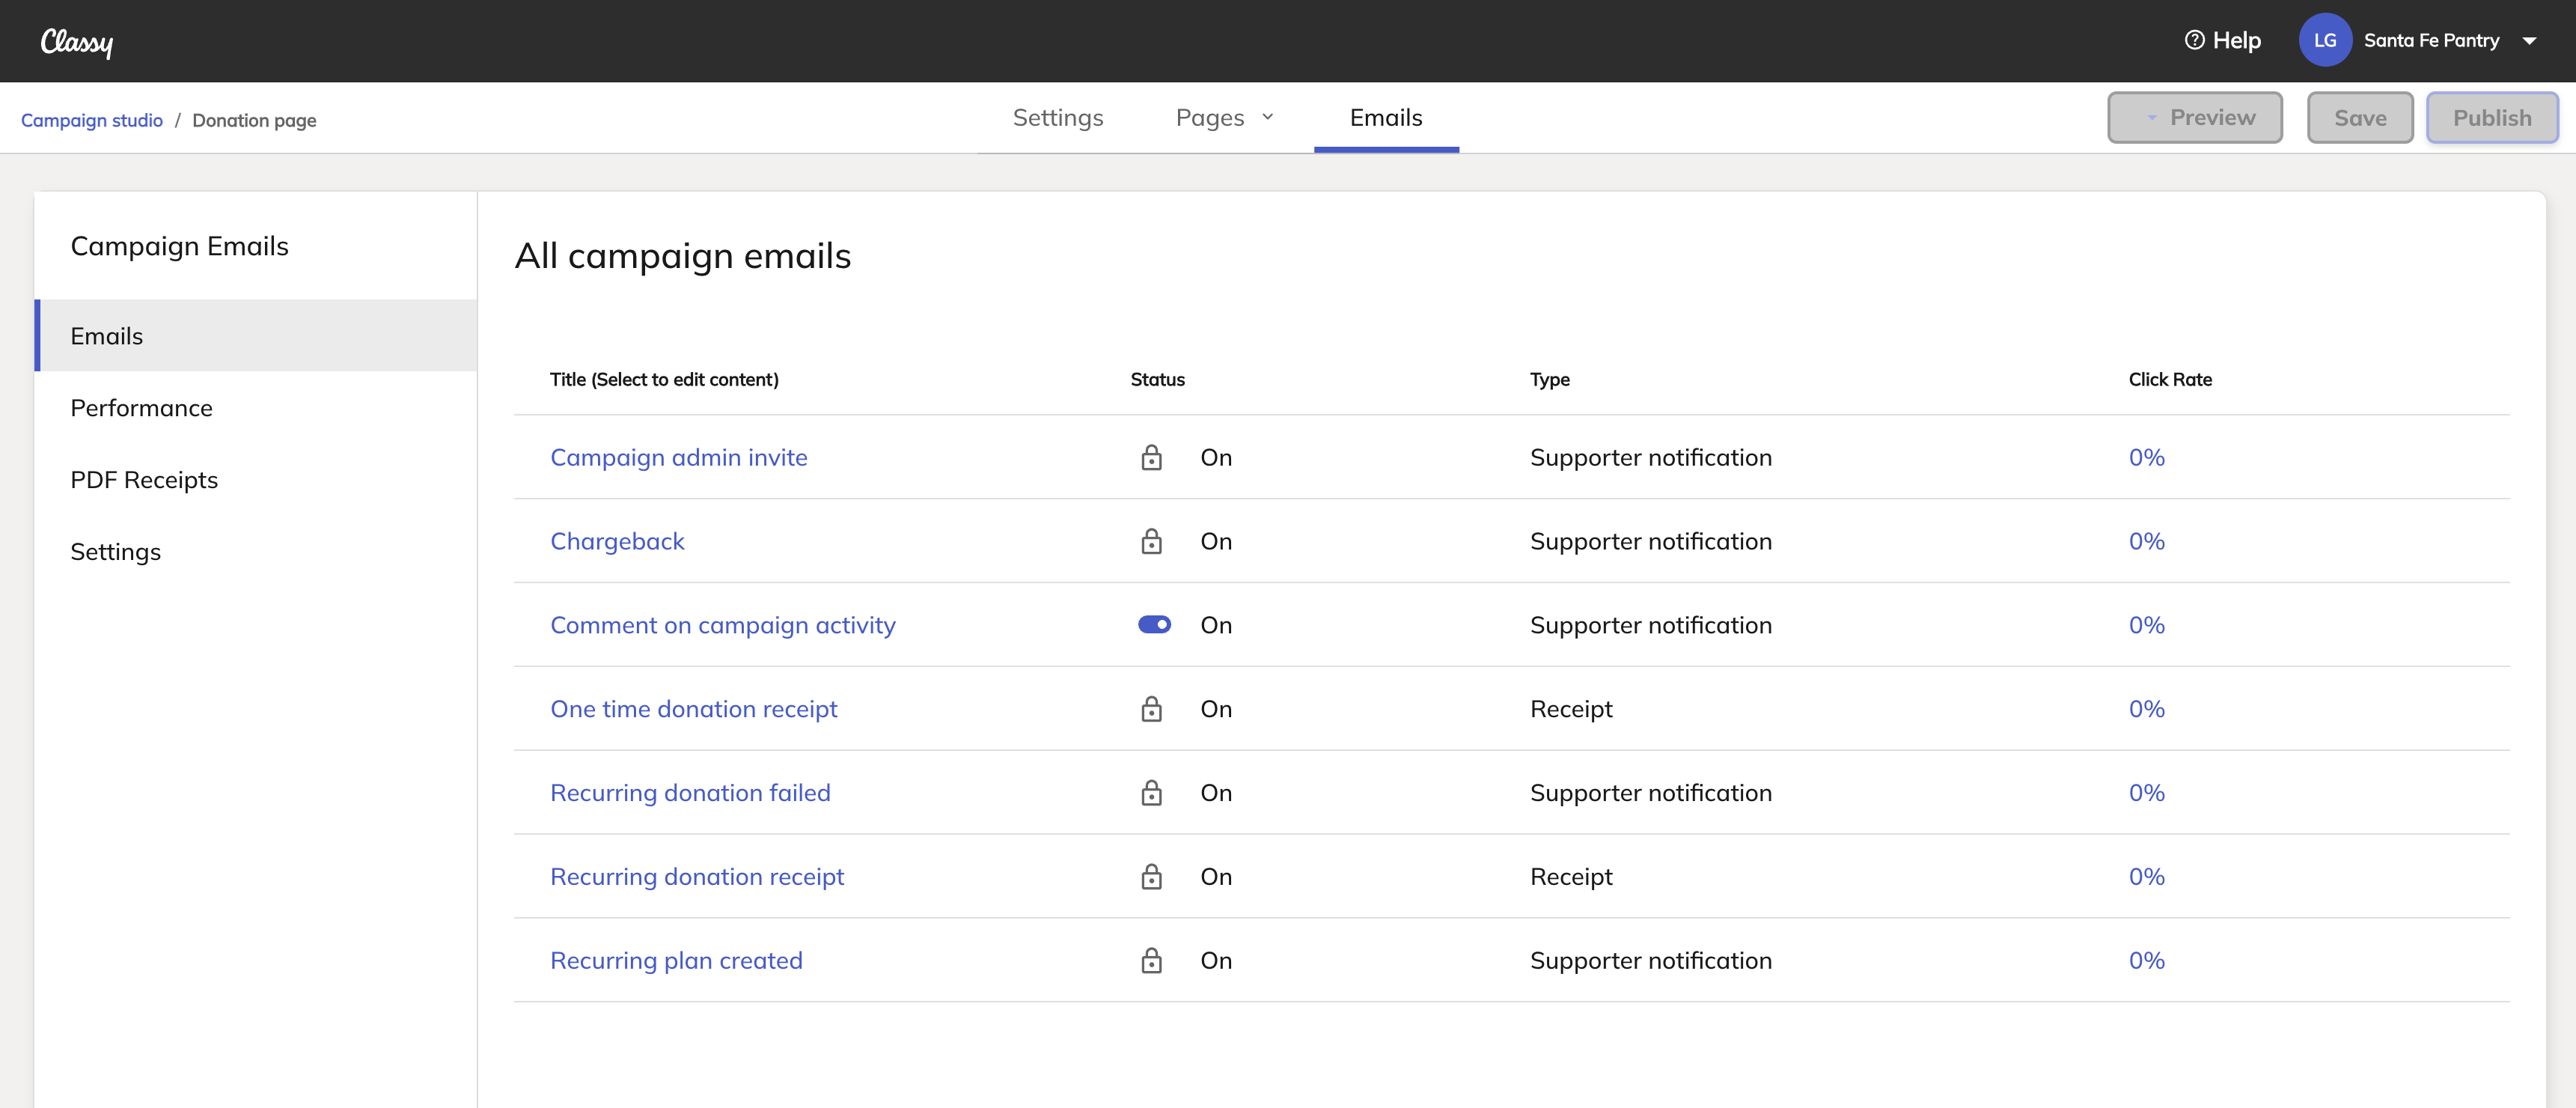 Classy
Help
LG
Santa Fe Pantry
Campaign studio / Donation page
Settings
Pages
Emails
Preview
Save
Publish
Campaign Emails
Emails
Performance
PDF Receipts
Settings
All campaign emails
Title (Select to edit content) Status Type Click Rate
Campaign admin invite On Supporter notification 0%
Chargeback On Supporter notification 0%
Comment on campaign activity On Supporter notification 0%
One time donation receipt On Receipt 0%
Recurring donation failed On Supporter notification 0%
Recurring donation receipt On Receipt 0%
Recurring plan created On Supporter notification 0%